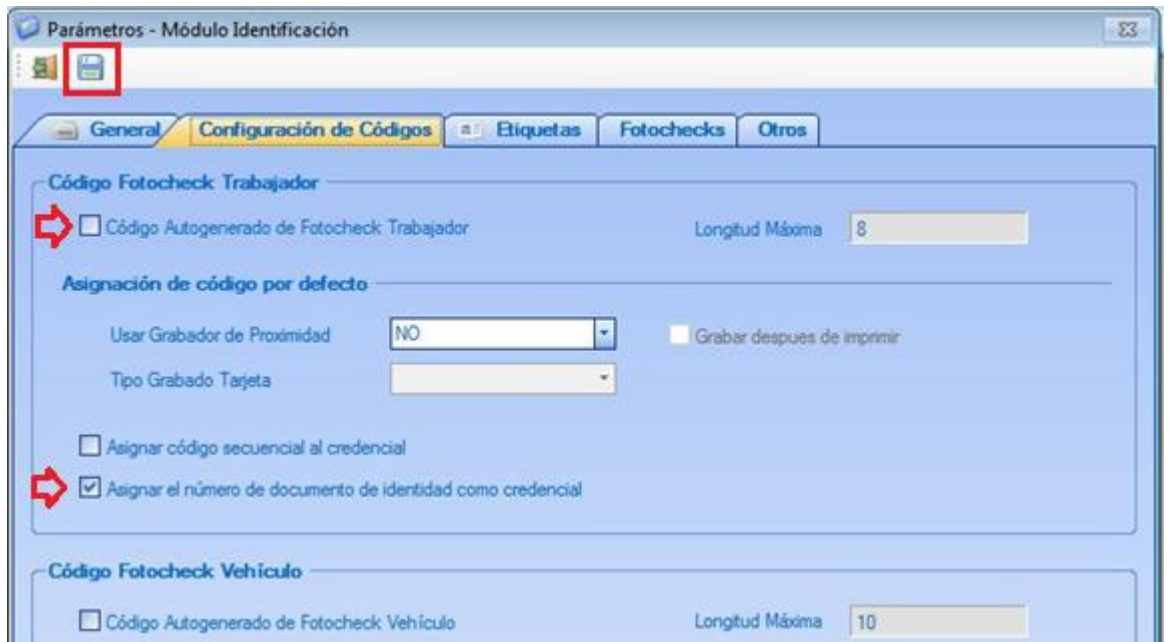 Parámetros - Módulo Identificación
General Configuración de Códigos Etiquetas Fotochecks Otros
Código Fotocheck Trabajador
Código Autogenerado de Fotocheck Trabajador Longitud Máxima 8
Asignación de código por defecto
Usar Grabador de Proximidad NO Grabar despues de imprimir
Tipo Grabado Tarjeta
Asignar código secuencial al credencial
Asignar el número de documento de identidad como credencial
Código Fotocheck Vehículo
Código Autogenerado de Fotocheck Vehículo Longitud Máxima 10